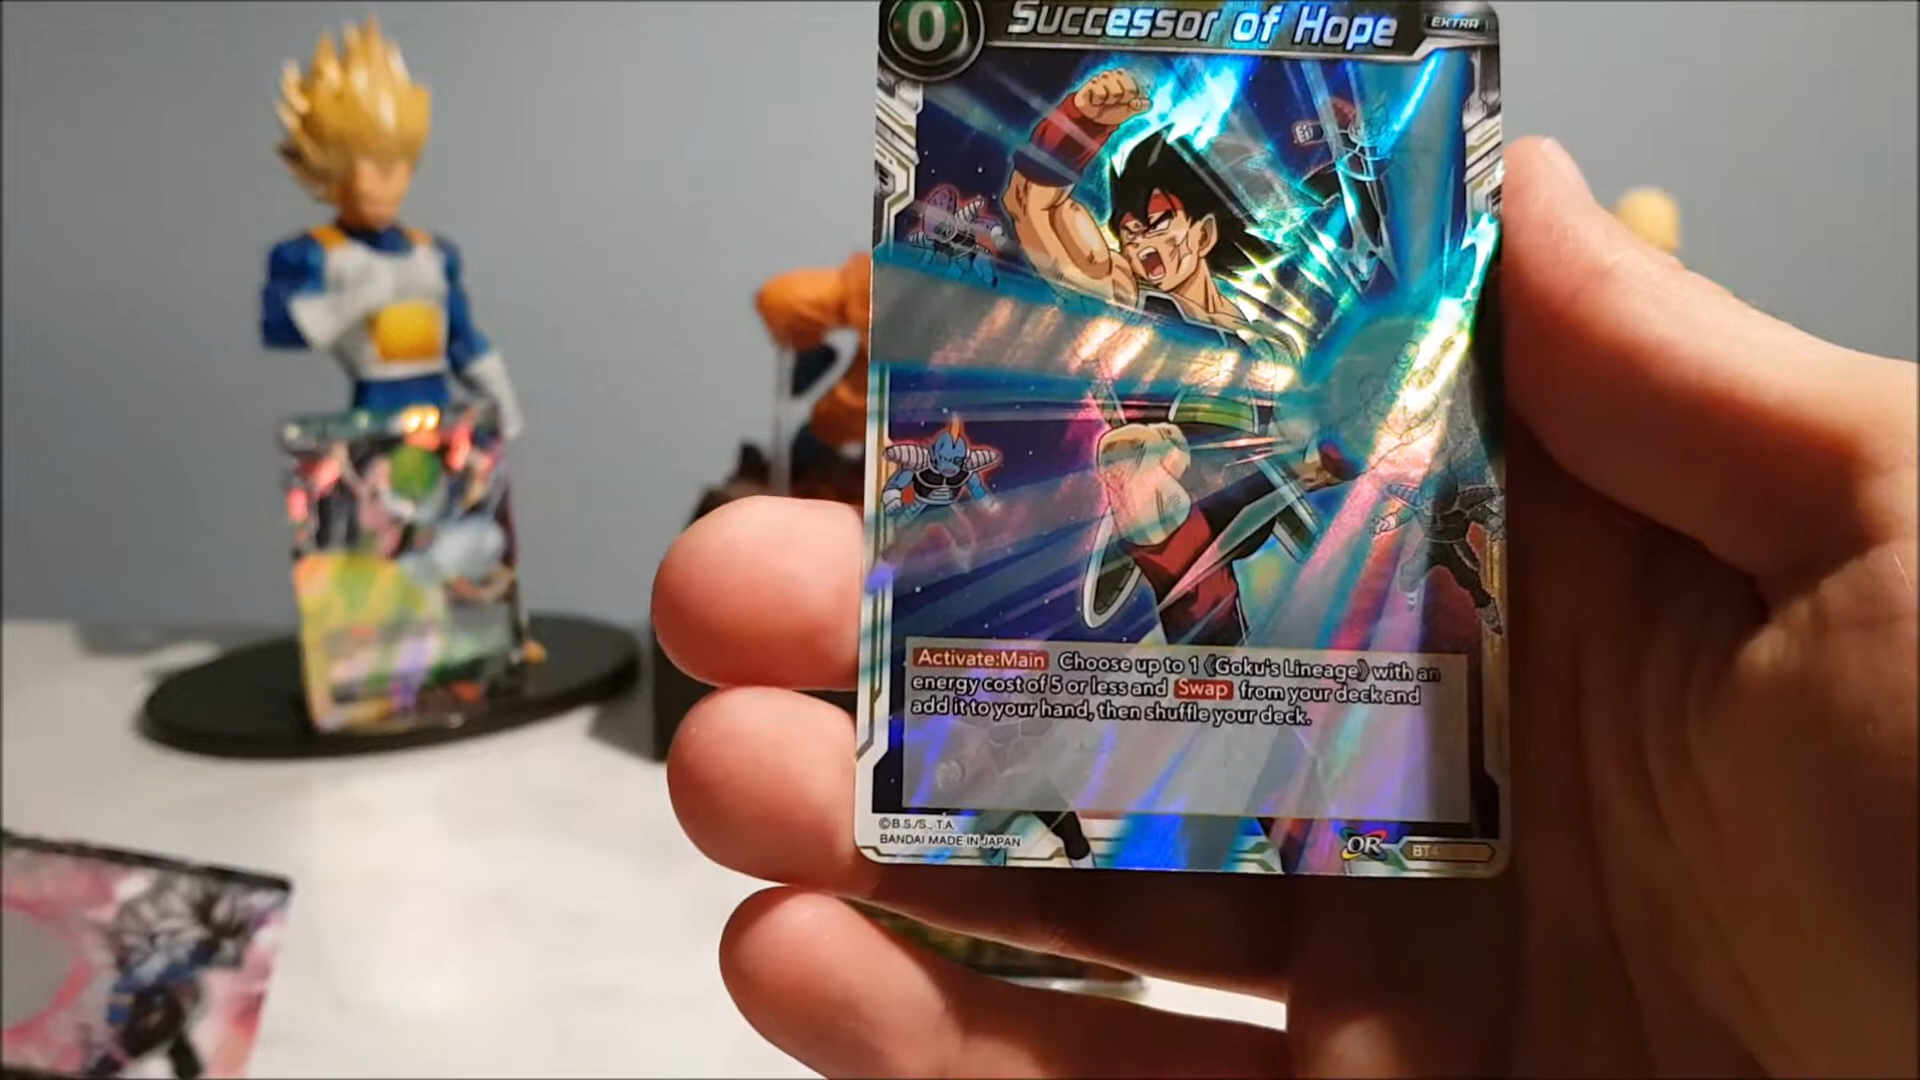 0 Successor of Hope EXTRA
Activate:Main Choose up to 1 《Goku's Lineage》 with an
energy cost of 5 or less and Swap from your deck and
add it to your hand, then shuffle your deck.
©B.S./S., T.A.
BANDAI MADE IN JAPAN
OR BT4